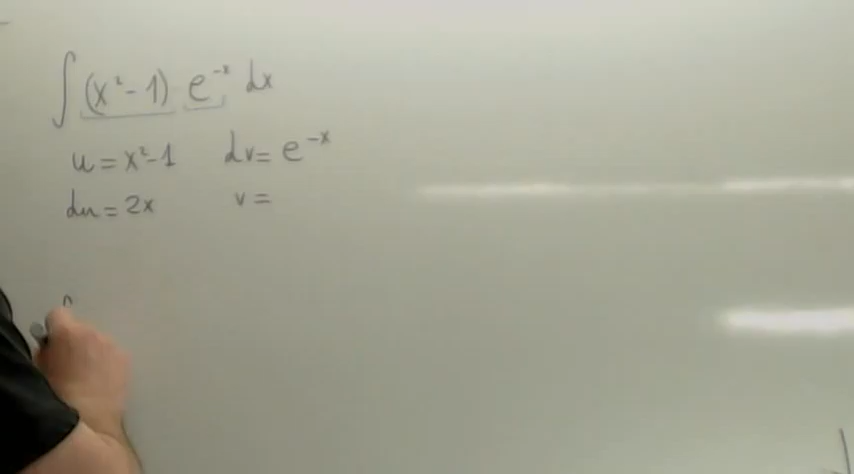 ∫ (x² - 1) e⁻ˣ dx
u = x² - 1 dv = e⁻ˣ
du = 2x v =